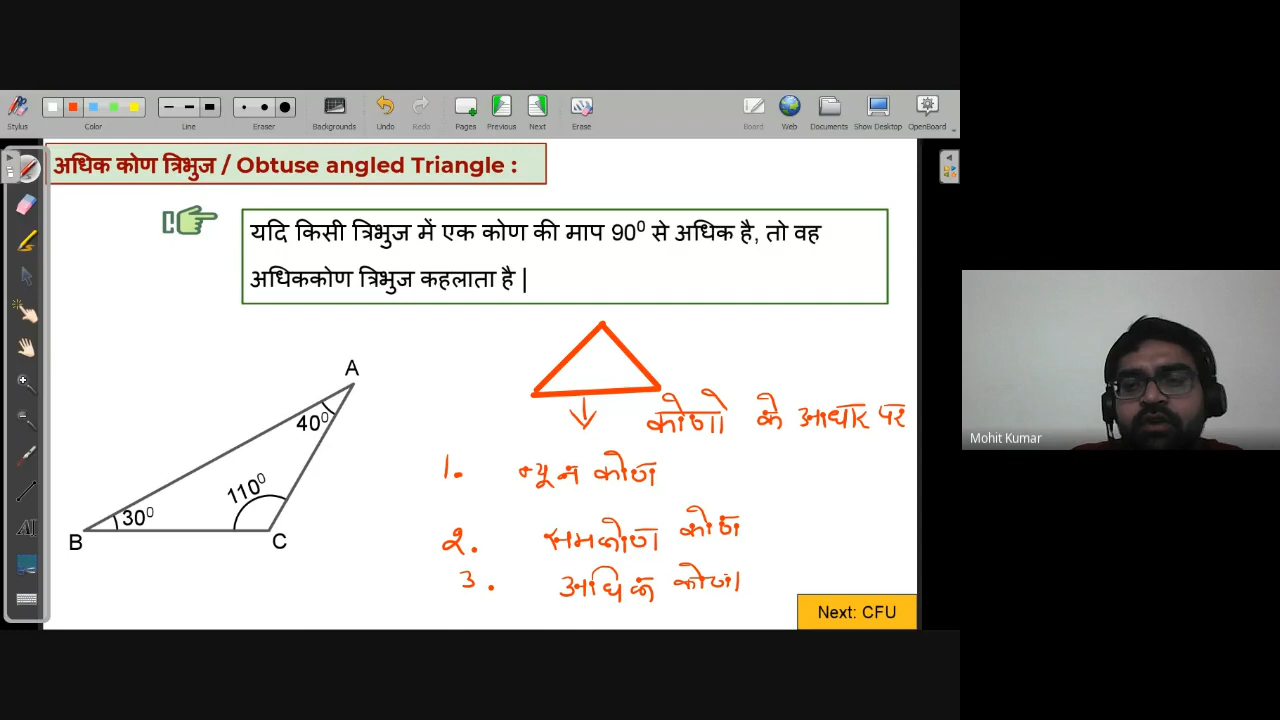 Stylus
Color
Line
Eraser
Backgrounds
Undo
Redo
Pages
Previous
Next
Erase
Board
Web
Documents
Show Desktop
OpenBoard
अधिक कोण त्रिभुज / Obtuse angled Triangle :
यदि किसी त्रिभुज में एक कोण की माप 90⁰ से अधिक है, तो वह
अधिककोण त्रिभुज कहलाता है |
A
40⁰
110⁰
30⁰
B
C
कोणो के आधार पर
1. न्यून कोण
2. समकोण कोण
3. अधिक कोण
Next: CFU
Mohit Kumar